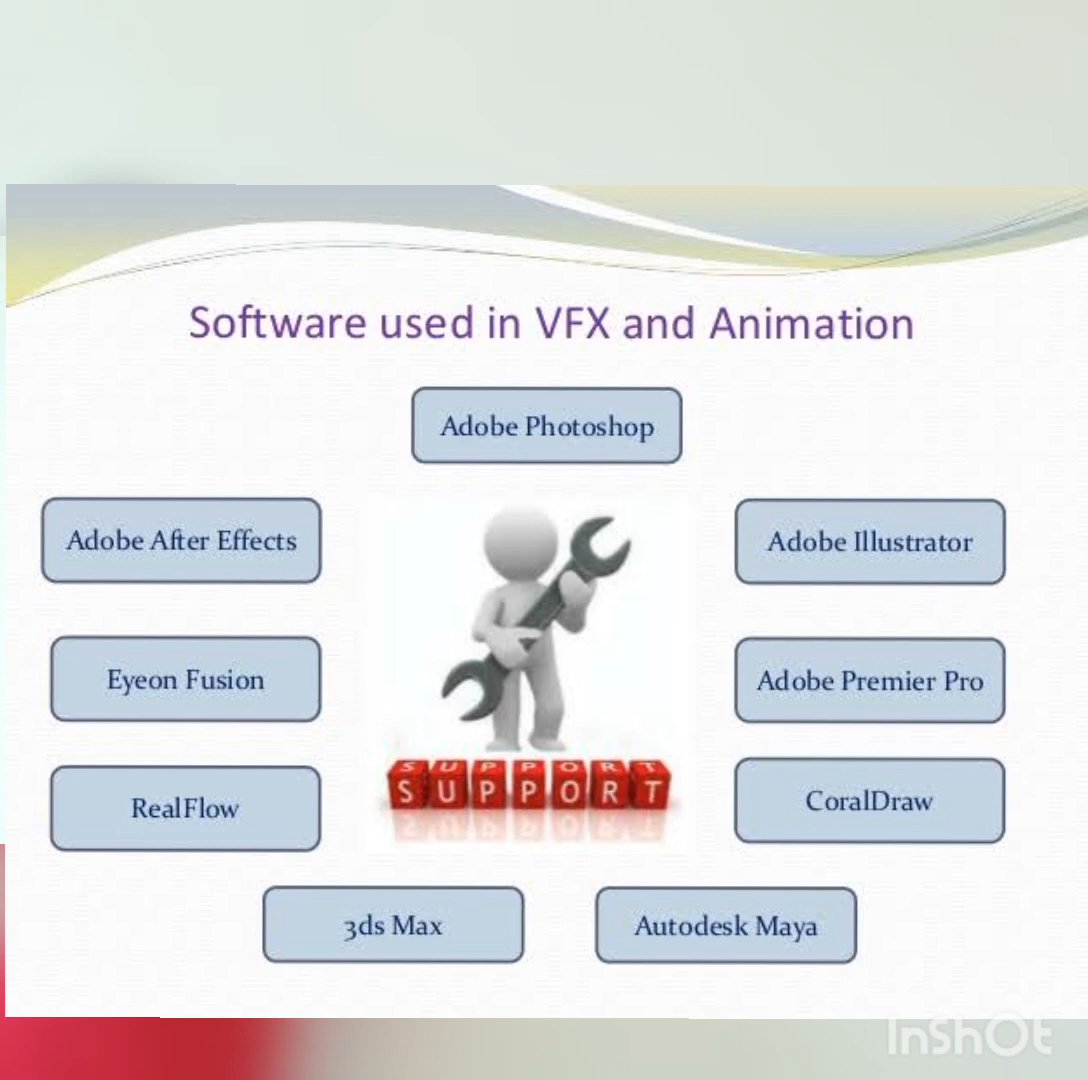 Software used in VFX and Animation
Adobe Photoshop
Adobe After Effects
Adobe Illustrator
Eyeon Fusion
Adobe Premier Pro
RealFlow
CoralDraw
SUPPORT
SUPPORT
3ds Max
Autodesk Maya
InShOt